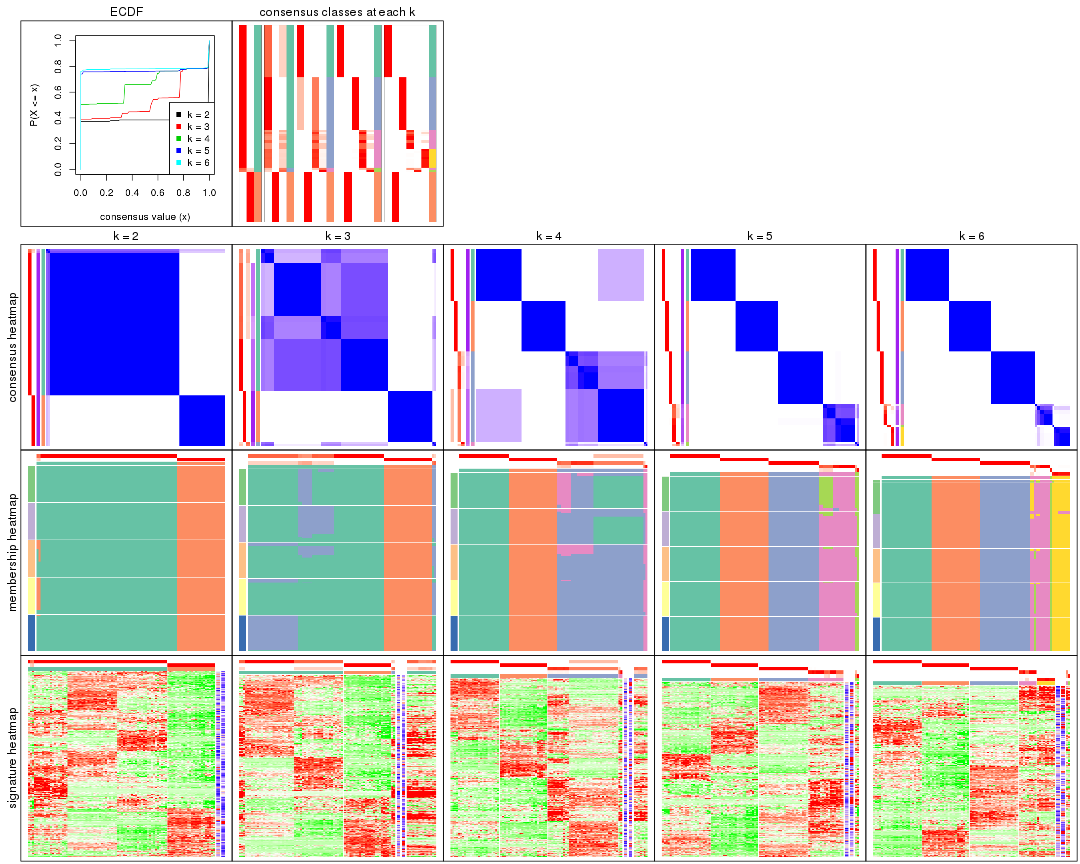 ECDF
consensus classes at each k
P(X <= x)
0.0 0.2 0.4 0.6 0.8 1.0
k = 2
k = 3
k = 4
k = 5
k = 6
0.0 0.2 0.4 0.6 0.8 1.0
consensus value (x)
k = 2 k = 3 k = 4 k = 5 k = 6
consensus heatmap
membership heatmap
signature heatmap